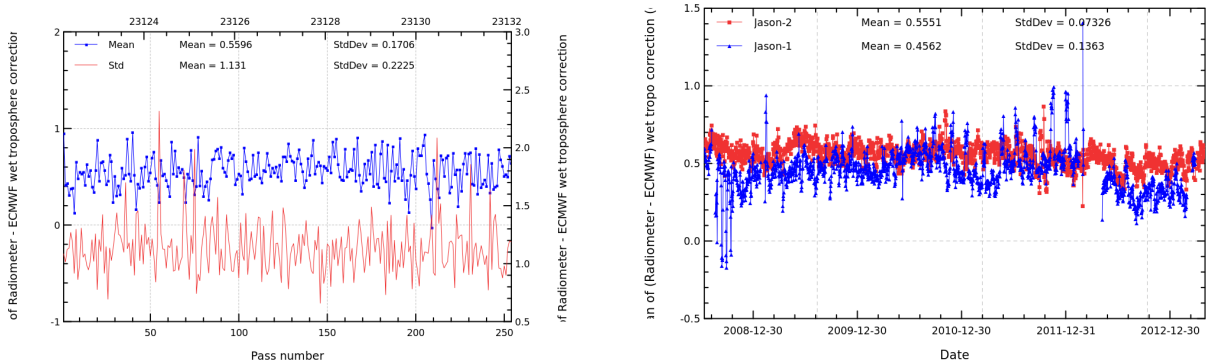 23124 23126 23128 23130 23132
2 3.0
Mean Mean = 0.5596 StdDev = 0.1706
Std Mean = 1.131 StdDev = 0.2225
2.5
1 2.0
1.5
0
1.0
-1 0.5
50 100 150 200 250
Pass number
of Radiometer - ECMWF wet troposphere correction
of Radiometer - ECMWF wet troposphere correction
1.5
Jason-2 Mean = 0.5551 StdDev = 0.07326
Jason-1 Mean = 0.4562 StdDev = 0.1363
1.0
0.5
0.0
-0.5
2008-12-30 2009-12-30 2010-12-30 2011-12-31 2012-12-30
Date
of (Radiometer - ECMWF) wet tropo correction (